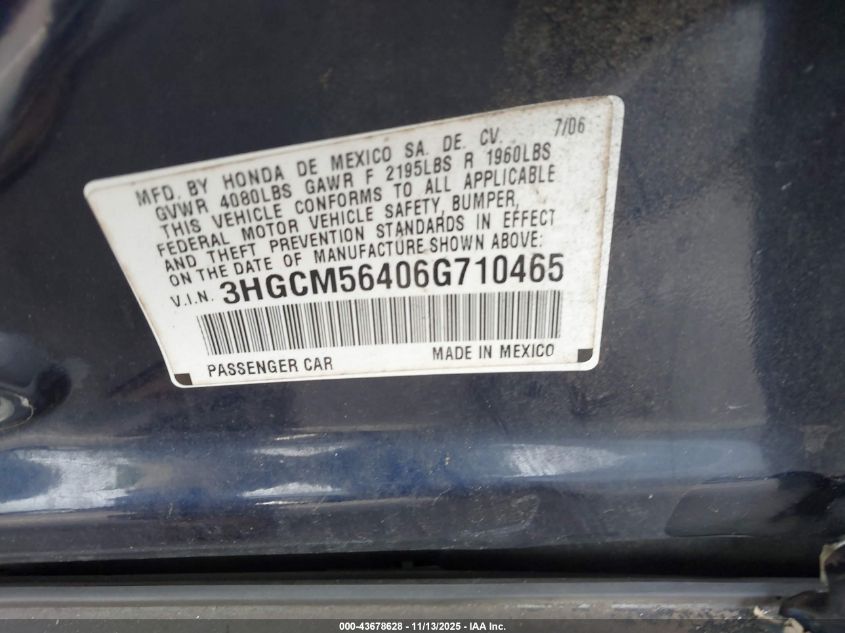 MFD. BY HONDA DE MEXICO SA. DE. CV. 7/06
GVWR 4080LBS GAWR F 2195LBS R 1960LBS
THIS VEHICLE CONFORMS TO ALL APPLICABLE
FEDERAL MOTOR VEHICLE SAFETY, BUMPER,
AND THEFT PREVENTION STANDARDS IN EFFECT
ON THE DATE OF MANUFACTURE SHOWN ABOVE:
V.I.N. 3HGCM56406G710465
PASSENGER CAR MADE IN MEXICO
000-43678628 - 11/13/2025 - IAA Inc.